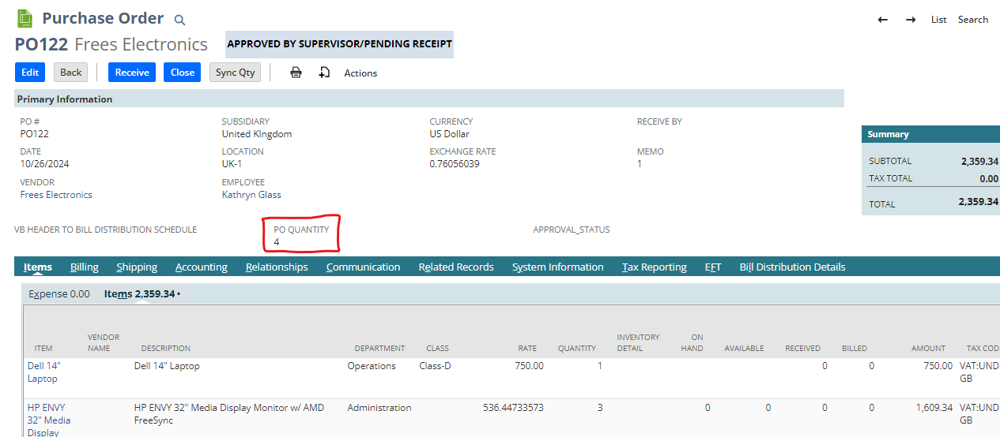 Purchase Order
List Search
PO122 Frees Electronics APPROVED BY SUPERVISOR/PENDING RECEIPT
Edit Back Receive Close Sync Qty Actions
Primary Information
PO # SUBSIDIARY CURRENCY RECEIVE BY
PO122 United KIngdom US Dollar
DATE LOCATION EXCHANGE RATE MEMO
10/26/2024 UK-1 0.76056039 1
VENDOR EMPLOYEE
Frees Electronics Kathryn Glass
Summary
SUBTOTAL 2,359.34
TAX TOTAL 0.00
TOTAL 2,359.34
VB HEADER TO BILL DISTRIBUTION SCHEDULE PO QUANTITY APPROVAL_STATUS
4
Items Billing Shipping Accounting Relationships Communication Related Records System Information Tax Reporting EFT Bill Distribution Details
Expense 0.00 Items 2,359.34 •
VENDOR INVENTORY ON
ITEM NAME DESCRIPTION DEPARTMENT CLASS RATE QUANTITY DETAIL HAND AVAILABLE RECEIVED BILLED AMOUNT TAX COD
Dell 14" Dell 14" Laptop Operations Class-D 750.00 1 0 0 750.00 VAT:UND
Laptop GB
HP ENVY HP ENVY 32" Media Display Monitor w/ AMD Administration 536.44733573 3 0 0 0 0 1,609.34 VAT:UND
32" Media FreeSync GB
Display